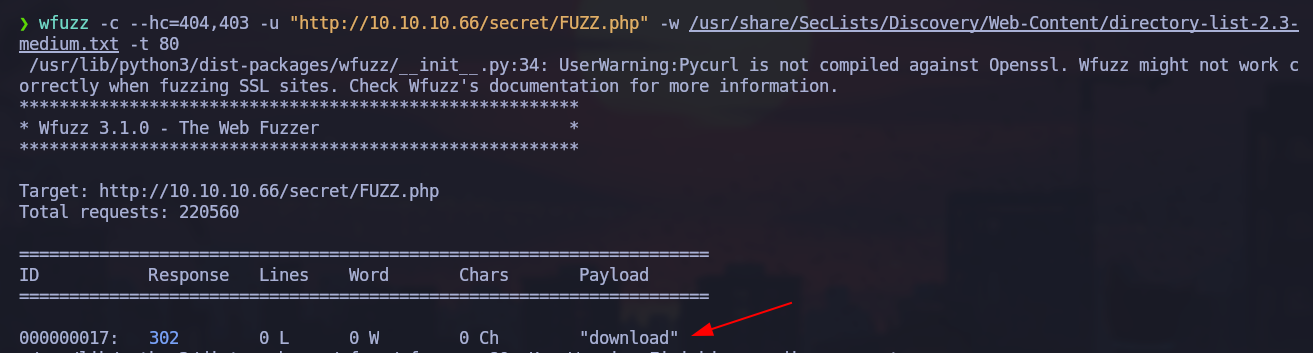 ❯ wfuzz -c --hc=404,403 -u "http://10.10.10.66/secret/FUZZ.php" -w /usr/share/SecLists/Discovery/Web-Content/directory-list-2.3-
medium.txt -t 80
/usr/lib/python3/dist-packages/wfuzz/__init__.py:34: UserWarning:Pycurl is not compiled against Openssl. Wfuzz might not work c
orrectly when fuzzing SSL sites. Check Wfuzz's documentation for more information.
********************************************************
* Wfuzz 3.1.0 - The Web Fuzzer                         *
********************************************************
Target: http://10.10.10.66/secret/FUZZ.php
Total requests: 220560
=====================================================================
ID           Response   Lines    Word       Chars       Payload
=====================================================================
000000017:   302        0 L      0 W        0 Ch        "download"